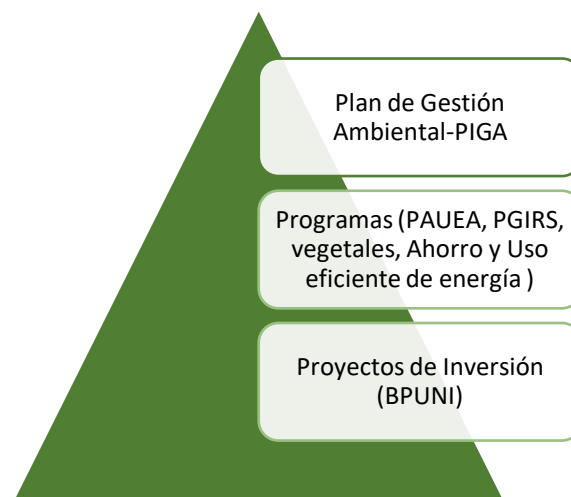 Plan de Gestión
Ambiental-PIGA
Programas (PAUEA, PGIRS,
vegetales, Ahorro y Uso
eficiente de energía )
Proyectos de Inversión
(BPUNI)